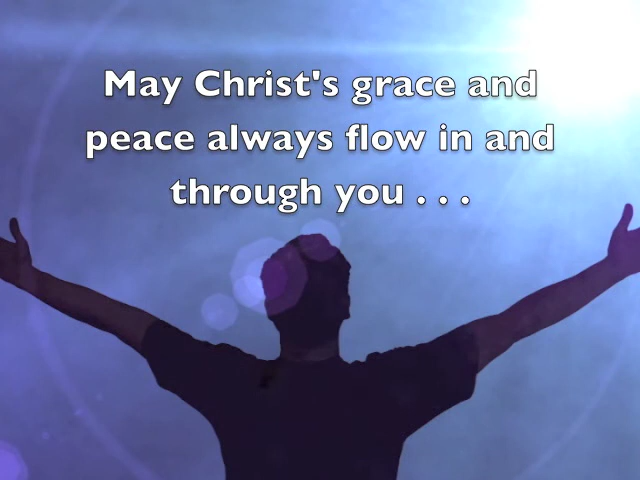 May Christ's grace and
peace always flow in and
through you . . .